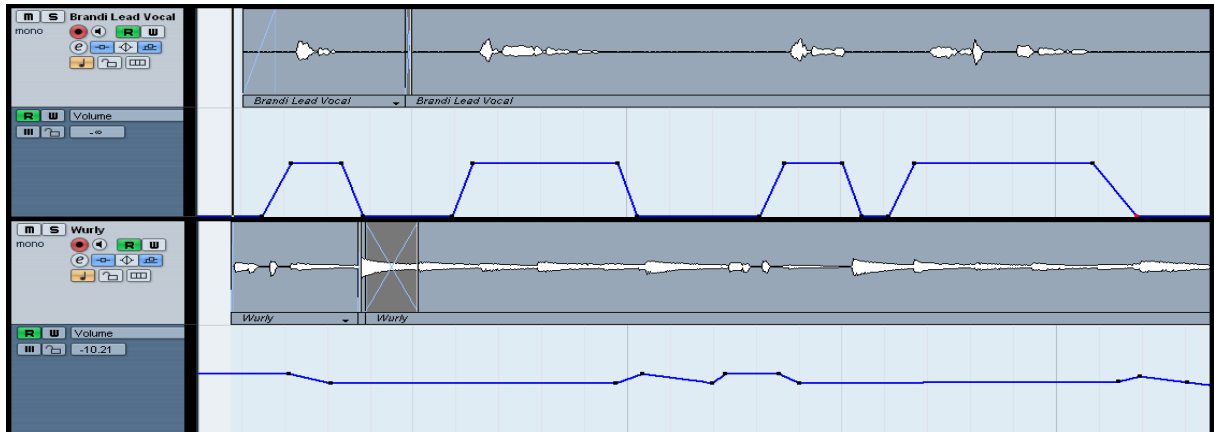 m S Brandi Lead Vocal
mono R W
e
Brandi Lead Vocal Brandi Lead Vocal
R W Volume
-∞
m S Wurly
mono R W
e
Wurly Wurly
R W Volume
-10.21